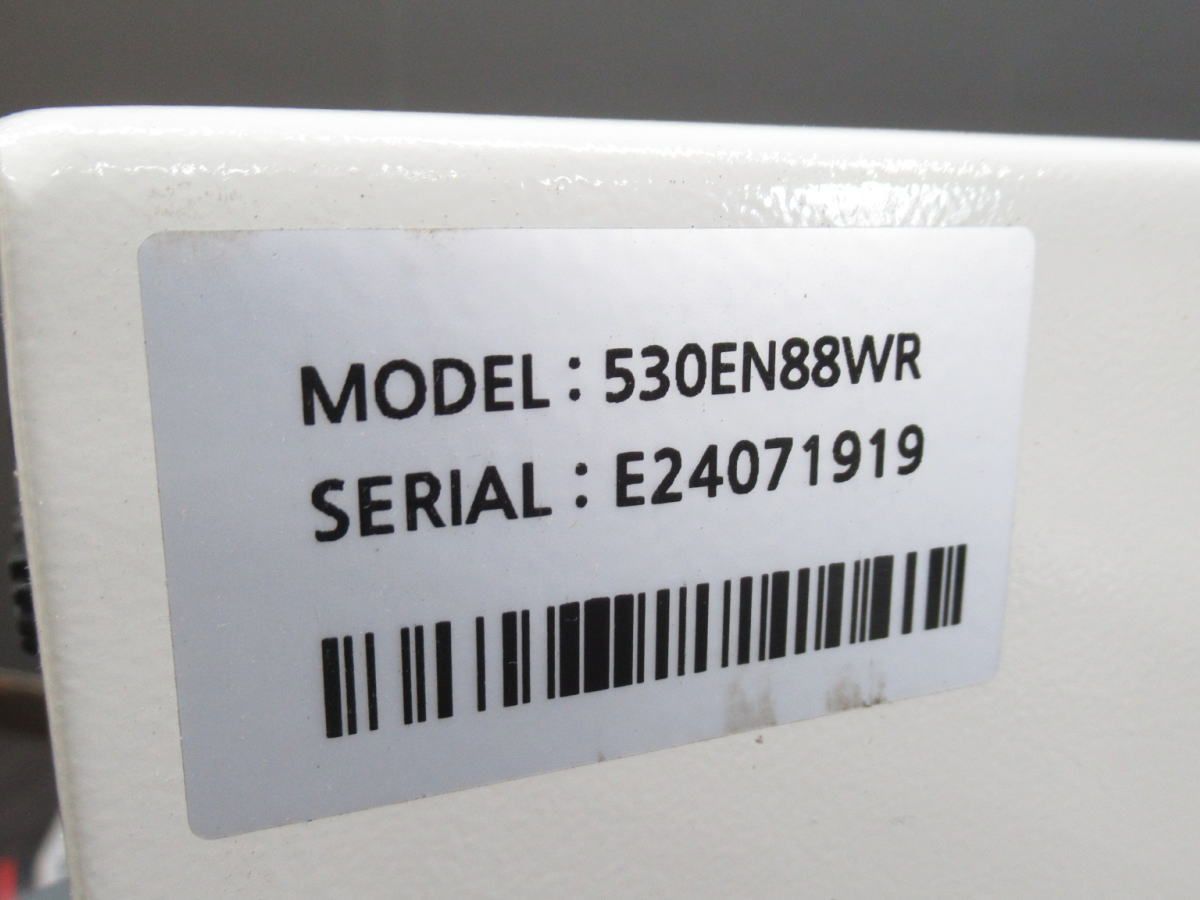 MODEL : 530EN88WR
SERIAL : E24071919